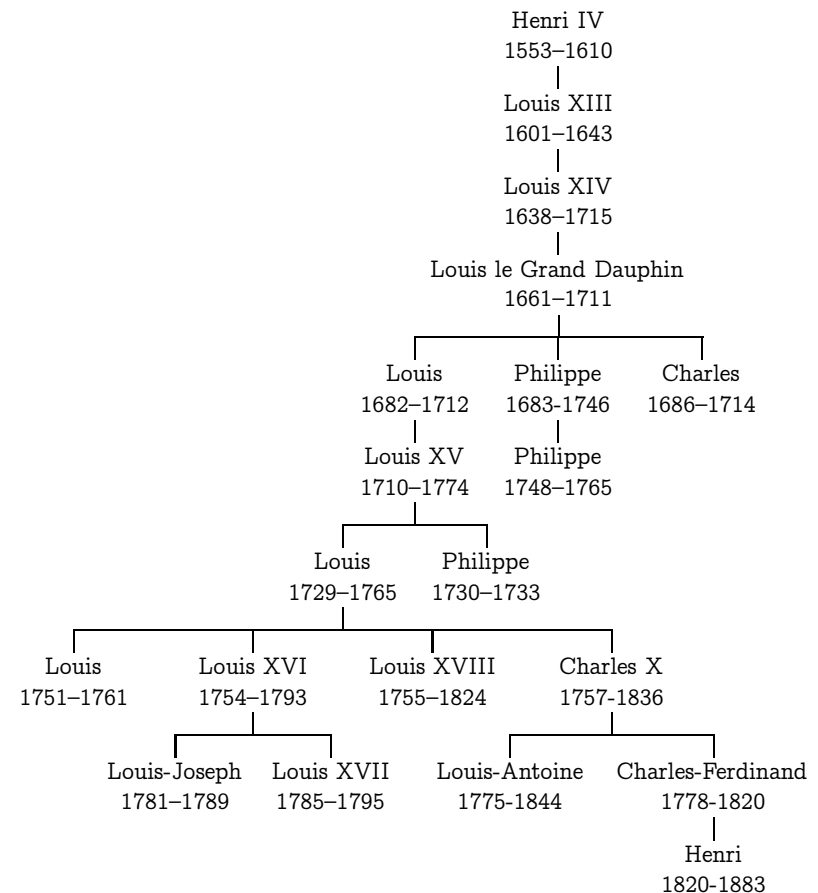 Henri IV
1553–1610
Louis XIII
1601–1643
Louis XIV
1638–1715
Louis le Grand Dauphin
1661–1711
Louis Philippe Charles
1682–1712 1683-1746 1686–1714
Louis XV Philippe
1710–1774 1748–1765
Louis Philippe
1729–1765 1730–1733
Louis Louis XVI Louis XVIII Charles X
1751–1761 1754–1793 1755–1824 1757-1836
Louis-Joseph Louis XVII Louis-Antoine Charles-Ferdinand
1781–1789 1785–1795 1775-1844 1778-1820
Henri
1820-1883